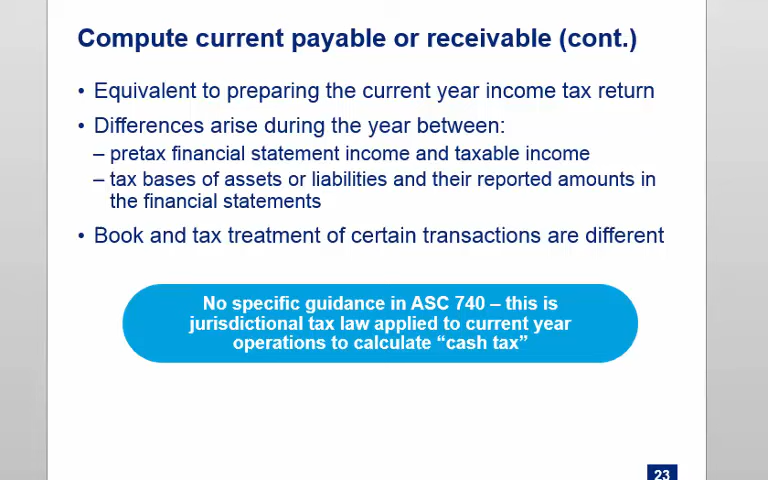 Compute current payable or receivable (cont.)
• Equivalent to preparing the current year income tax return
• Differences arise during the year between:
– pretax financial statement income and taxable income
– tax bases of assets or liabilities and their reported amounts in
the financial statements
• Book and tax treatment of certain transactions are different
No specific guidance in ASC 740 – this is
jurisdictional tax law applied to current year
operations to calculate “cash tax”
23